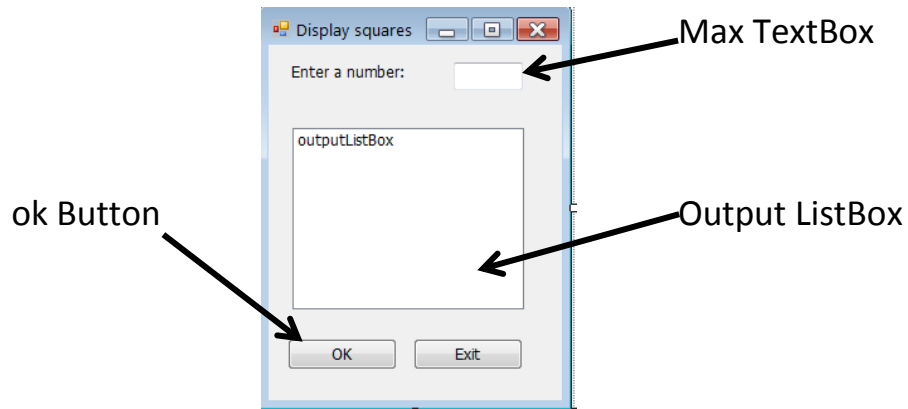 Display squares
Max TextBox
Enter a number:
outputListBox
ok Button
Output ListBox
OK
Exit